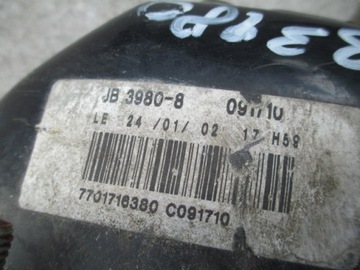 JB 3980-8 091710
LE 24 /01/ 02 17 H59
7701716380 C091710